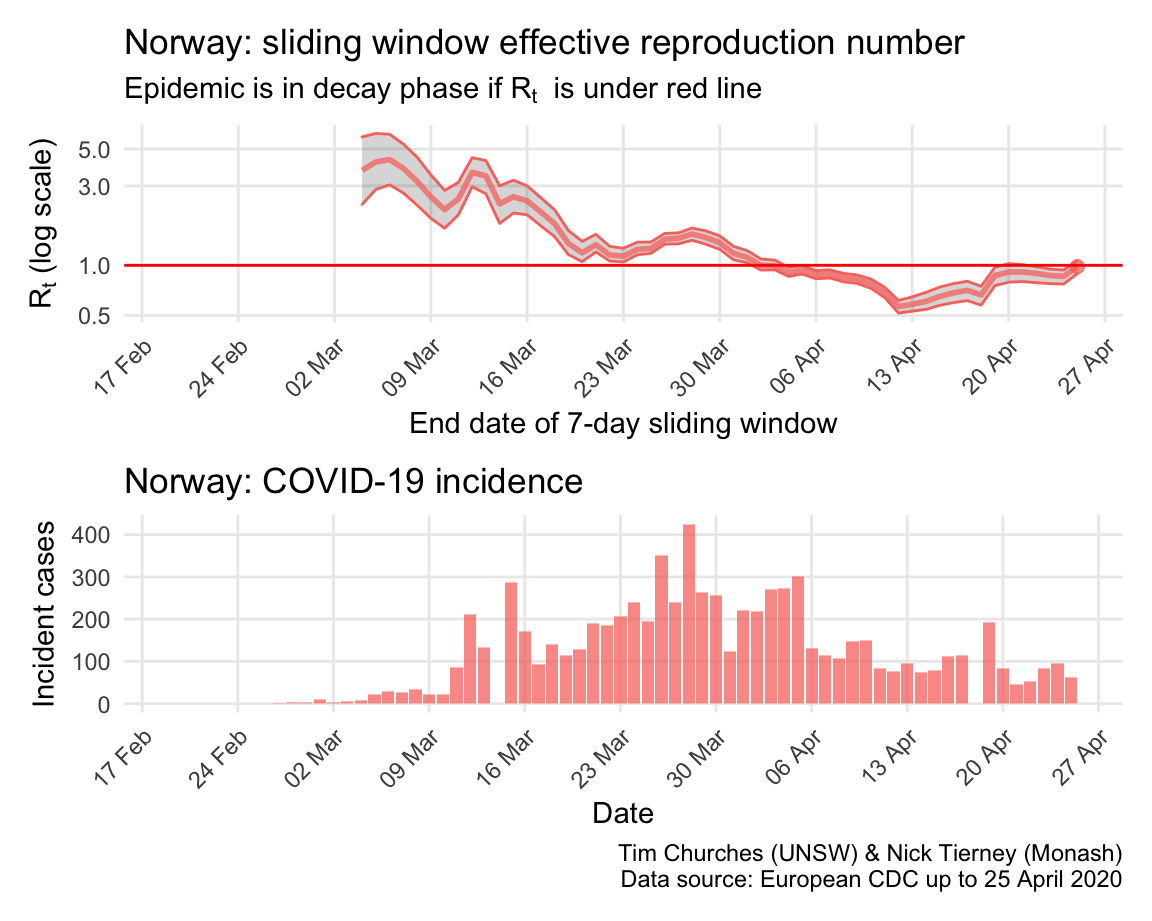 Norway: sliding window effective reproduction number
Epidemic is in decay phase if Rt is under red line
Rt (log scale)
5.0
3.0
1.0
0.5
17 Feb
24 Feb
02 Mar
09 Mar
16 Mar
23 Mar
30 Mar
06 Apr
13 Apr
20 Apr
27 Apr
End date of 7-day sliding window
Norway: COVID-19 incidence
Incident cases
400
300
200
100
0
17 Feb
24 Feb
02 Mar
09 Mar
16 Mar
23 Mar
30 Mar
06 Apr
13 Apr
20 Apr
27 Apr
Date
Tim Churches (UNSW) & Nick Tierney (Monash)
Data source: European CDC up to 25 April 2020